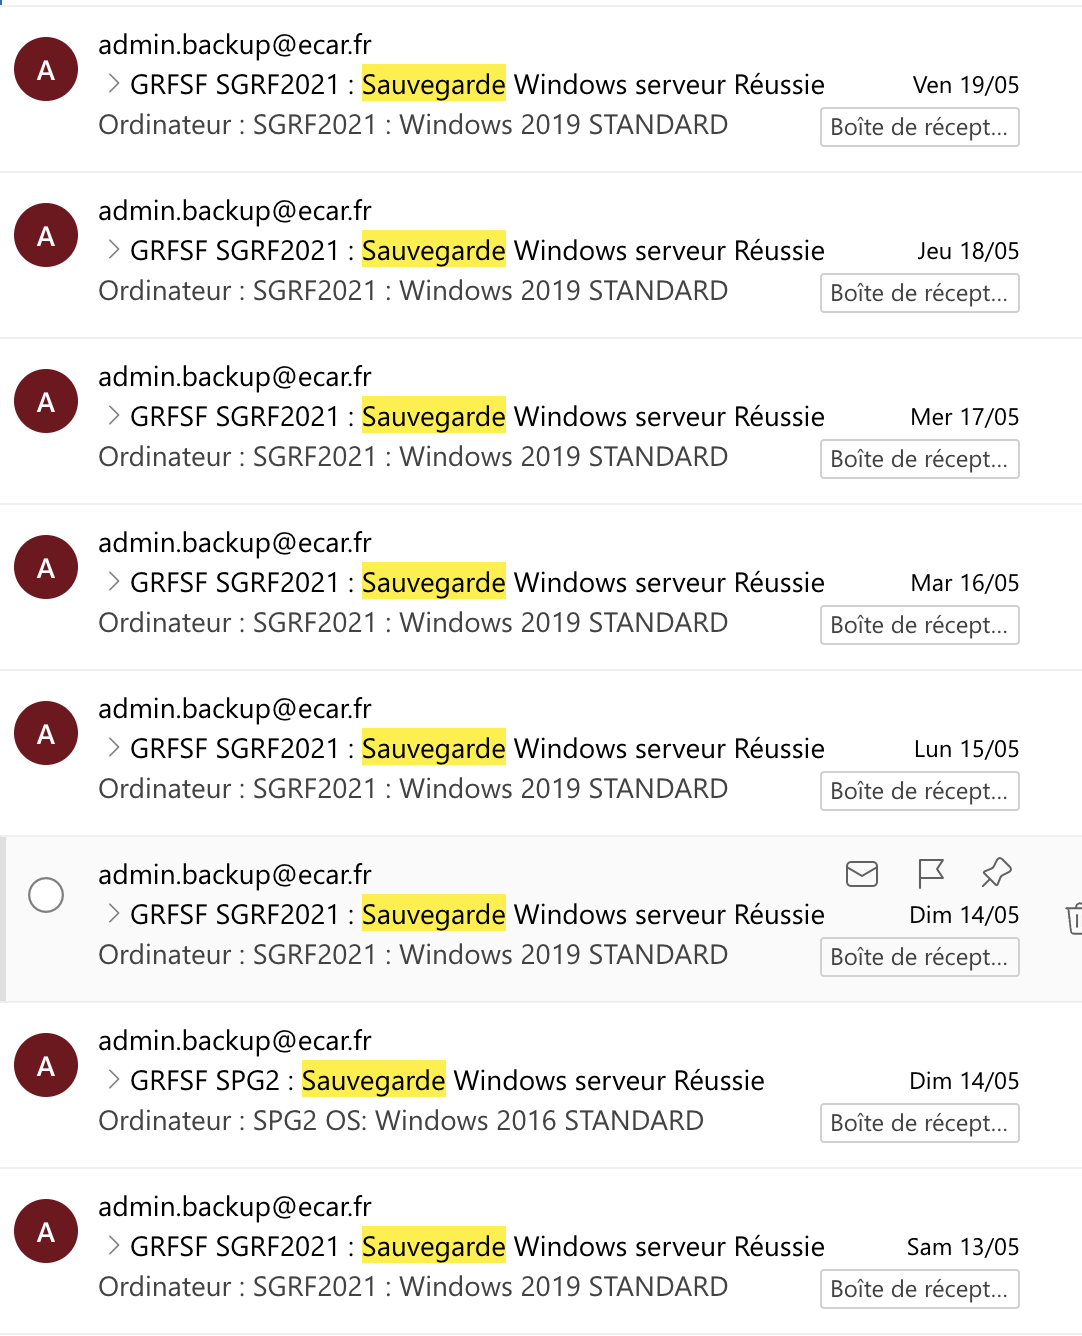 admin.backup@ecar.fr
A
GRFSF SGRF2021 : Sauvegarde Windows serveur Réussie Ven 19/05
Ordinateur : SGRF2021 : Windows 2019 STANDARD Boîte de récept...
admin.backup@ecar.fr
A
GRFSF SGRF2021 : Sauvegarde Windows serveur Réussie Jeu 18/05
Ordinateur : SGRF2021 : Windows 2019 STANDARD Boîte de récept...
admin.backup@ecar.fr
A
GRFSF SGRF2021 : Sauvegarde Windows serveur Réussie Mer 17/05
Ordinateur : SGRF2021 : Windows 2019 STANDARD Boîte de récept...
admin.backup@ecar.fr
A
GRFSF SGRF2021 : Sauvegarde Windows serveur Réussie Mar 16/05
Ordinateur : SGRF2021 : Windows 2019 STANDARD Boîte de récept...
admin.backup@ecar.fr
A
GRFSF SGRF2021 : Sauvegarde Windows serveur Réussie Lun 15/05
Ordinateur : SGRF2021 : Windows 2019 STANDARD Boîte de récept...
admin.backup@ecar.fr
GRFSF SGRF2021 : Sauvegarde Windows serveur Réussie Dim 14/05
Ordinateur : SGRF2021 : Windows 2019 STANDARD Boîte de récept...
admin.backup@ecar.fr
A
GRFSF SPG2 : Sauvegarde Windows serveur Réussie Dim 14/05
Ordinateur : SPG2 OS: Windows 2016 STANDARD Boîte de récept...
admin.backup@ecar.fr
A
GRFSF SGRF2021 : Sauvegarde Windows serveur Réussie Sam 13/05
Ordinateur : SGRF2021 : Windows 2019 STANDARD Boîte de récept...